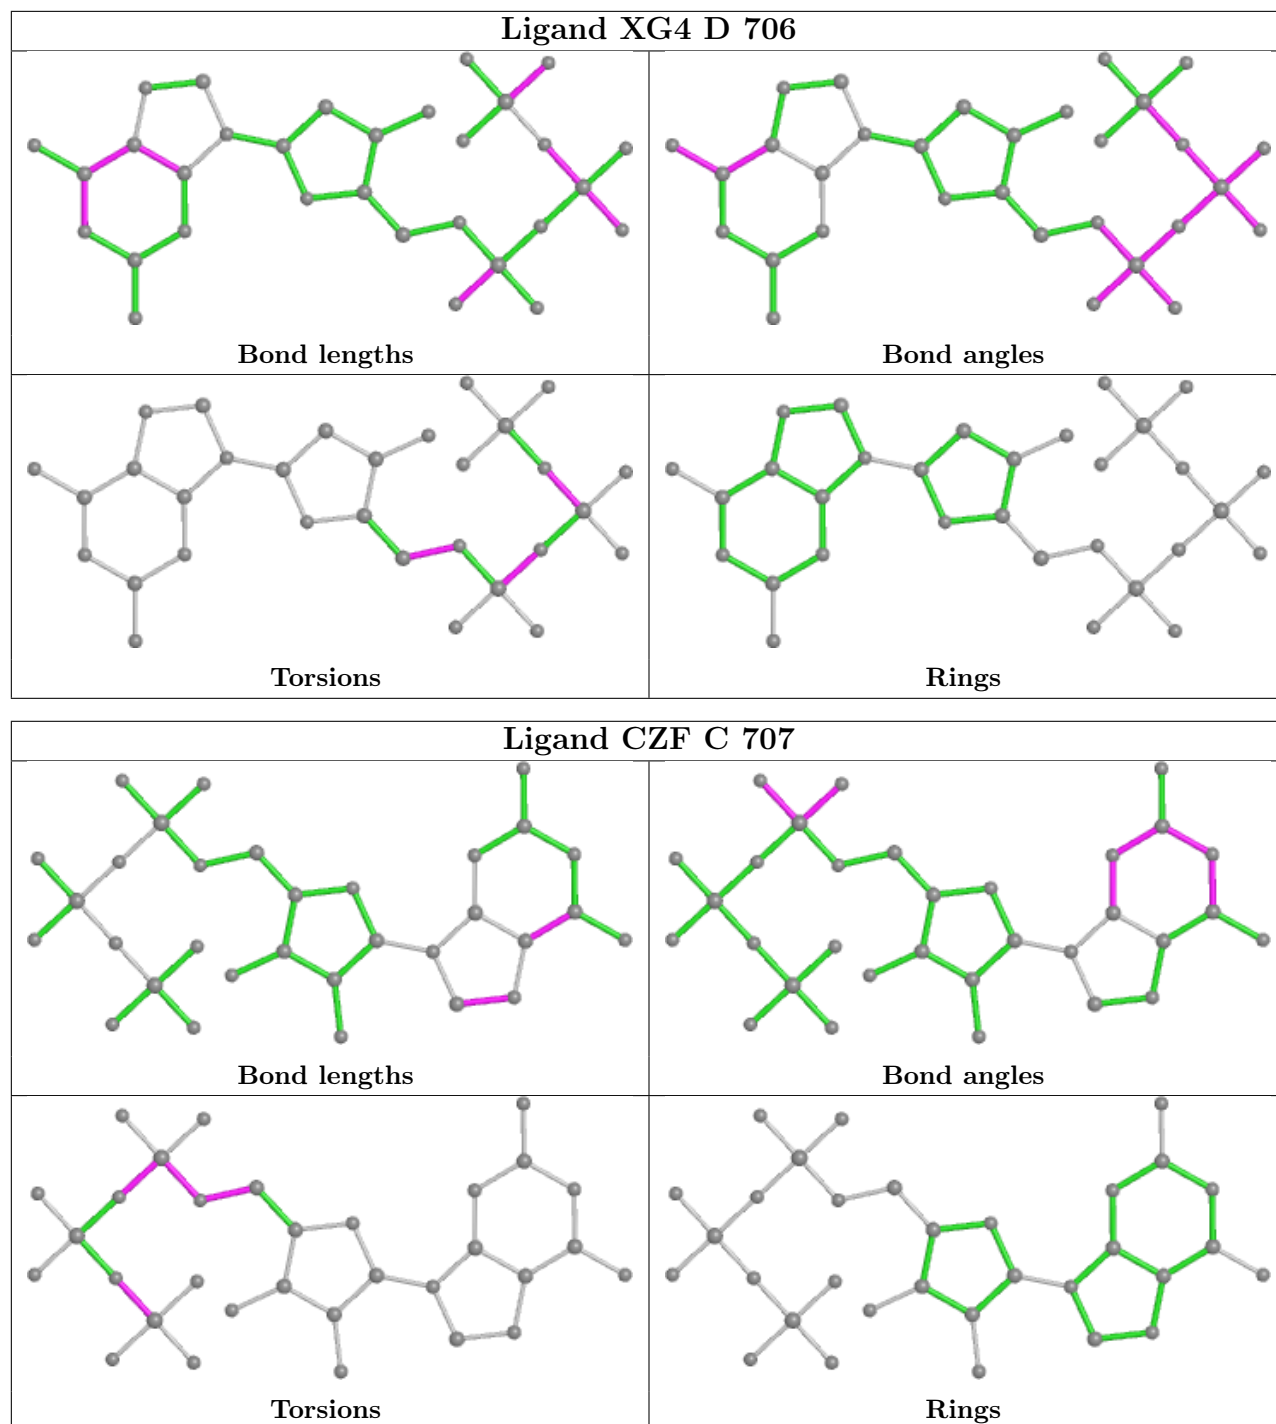 Ligand XG4 D 706
Bond lengths
Bond angles
Torsions
Rings
Ligand CZF C 707
Bond lengths
Bond angles
Torsions
Rings